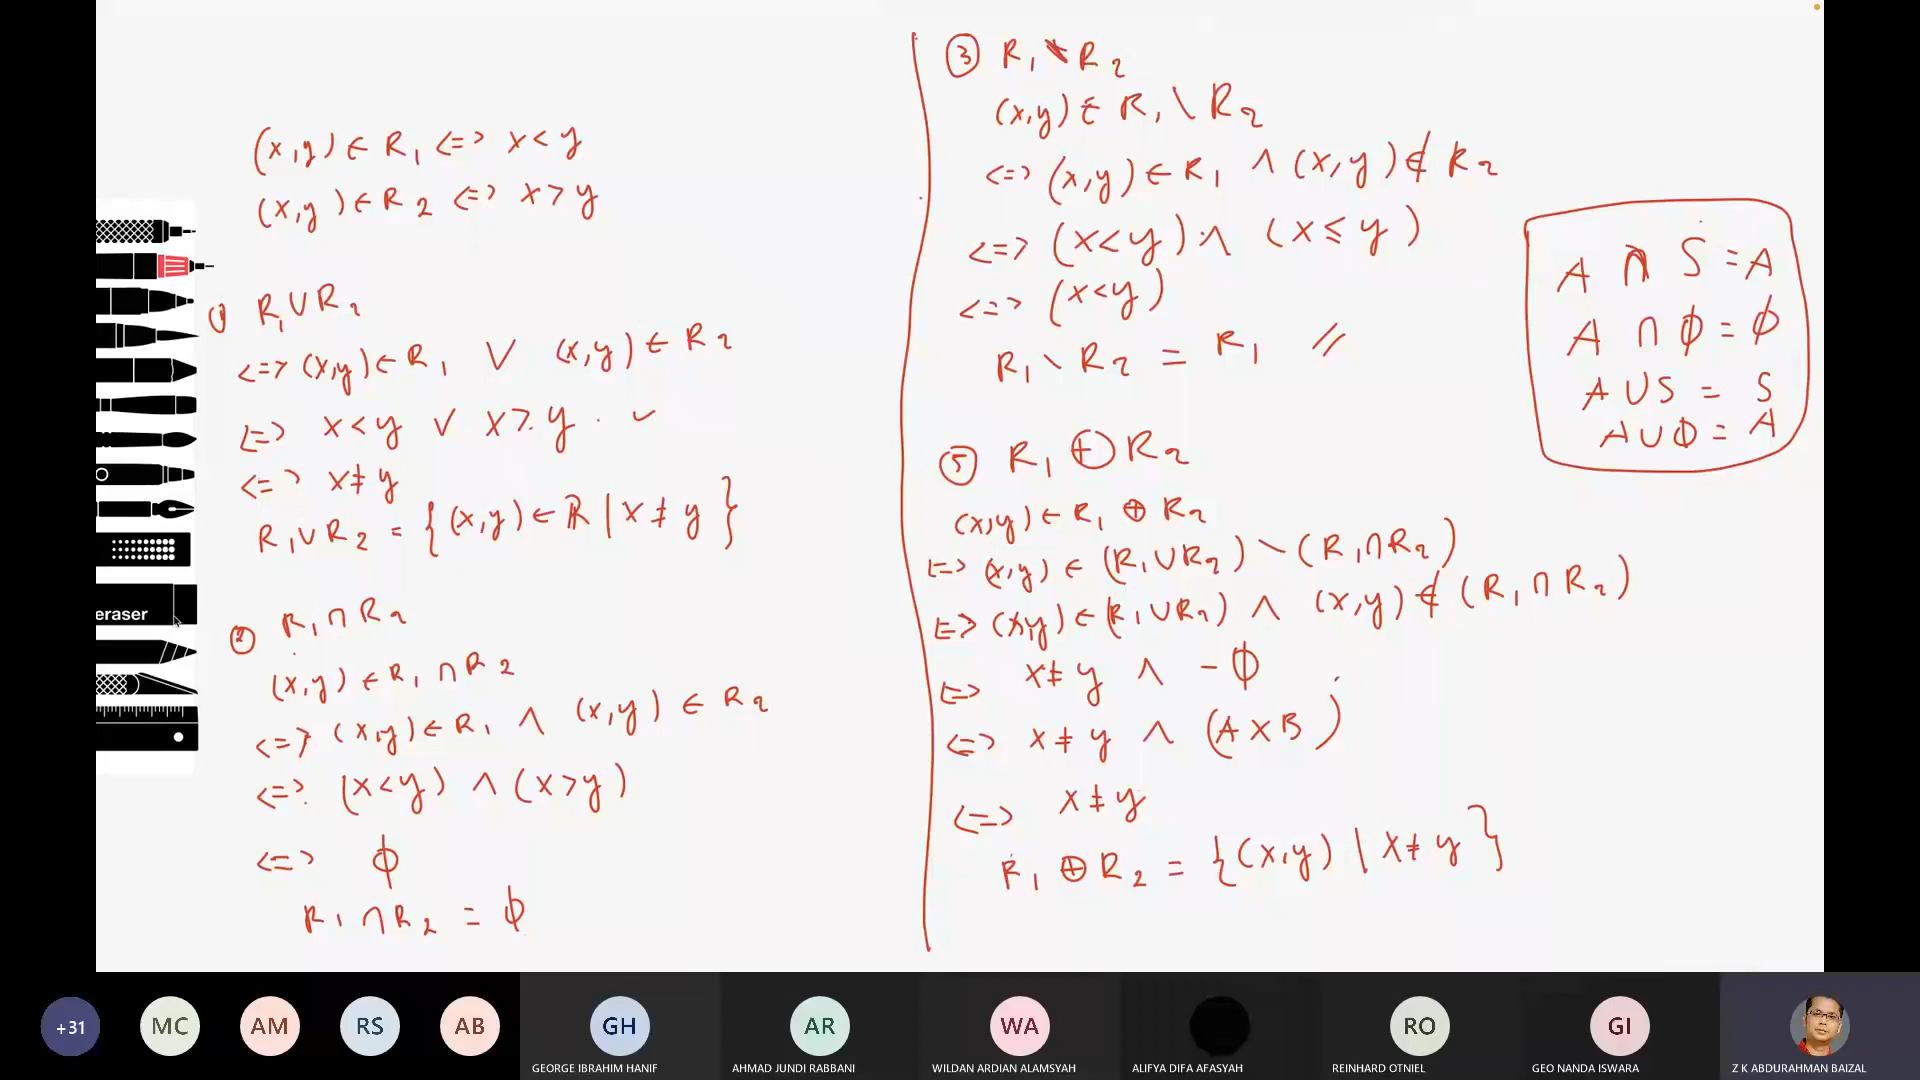 (x,y) ∈ R₁ <=> x < y
(x,y) ∈ R₂ <=> x > y
① R₁ ∪ R₂
<=> (x,y) ∈ R₁ ∨ (x,y) ∈ R₂
<=> x < y ∨ x > y .
<=> x ≠ y
R₁ ∪ R₂ = {(x,y) ∈ ℝ | x ≠ y}
② R₁ ∩ R₂
(x,y) ∈ R₁ ∩ R₂
<=> (x,y) ∈ R₁ ∧ (x,y) ∈ R₂
<=> (x < y) ∧ (x > y)
<=> ϕ
R₁ ∩ R₂ = ϕ
③ R₁ \ R₂
(x,y) ∈ R₁ \ R₂
<=> (x,y) ∈ R₁ ∧ (x,y) ∉ R₂
<=> (x < y) ∧ (x ≤ y)
<=> (x < y)
R₁ \ R₂ = R₁ //
⑤ R₁ ⊕ R₂
(x,y) ∈ R₁ ⊕ R₂
<=> (x,y) ∈ (R₁ ∪ R₂) \ (R₁ ∩ R₂)
<=> (x,y) ∈ (R₁ ∪ R₂) ∧ (x,y) ∉ (R₁ ∩ R₂)
<=> x ≠ y ∧ -ϕ
<=> x ≠ y ∧ (A X B)
<=> x ≠ y
R₁ ⊕ R₂ = {(x,y) | x ≠ y}
A ∩ S = A
A ∩ ϕ = ϕ
A ∪ S = S
A ∪ ϕ = A
eraser
+31 MC AM RS AB GH AR WA RO GI
GEORGE IBRAHIM HANIF AHMAD JUNDI RABBANI WILDAN ARDIAN ALAMSYAH ALIFYA DIFA AFASYAH REINHARD OTNIEL GEO NANDA ISWARA Z K ABDURAHMAN BAIZAL